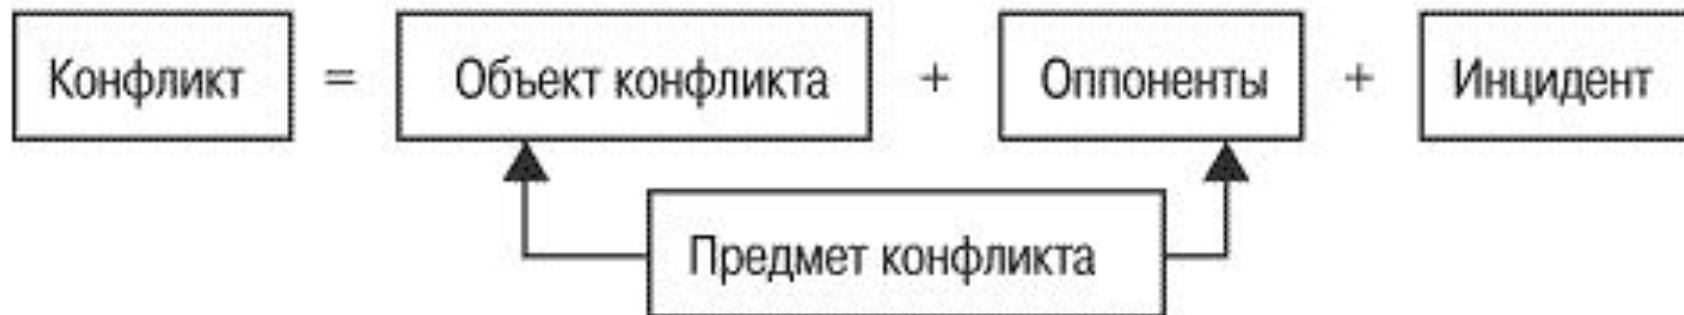 Конфликт = Объект конфликта + Оппоненты + Инцидент
Предмет конфликта